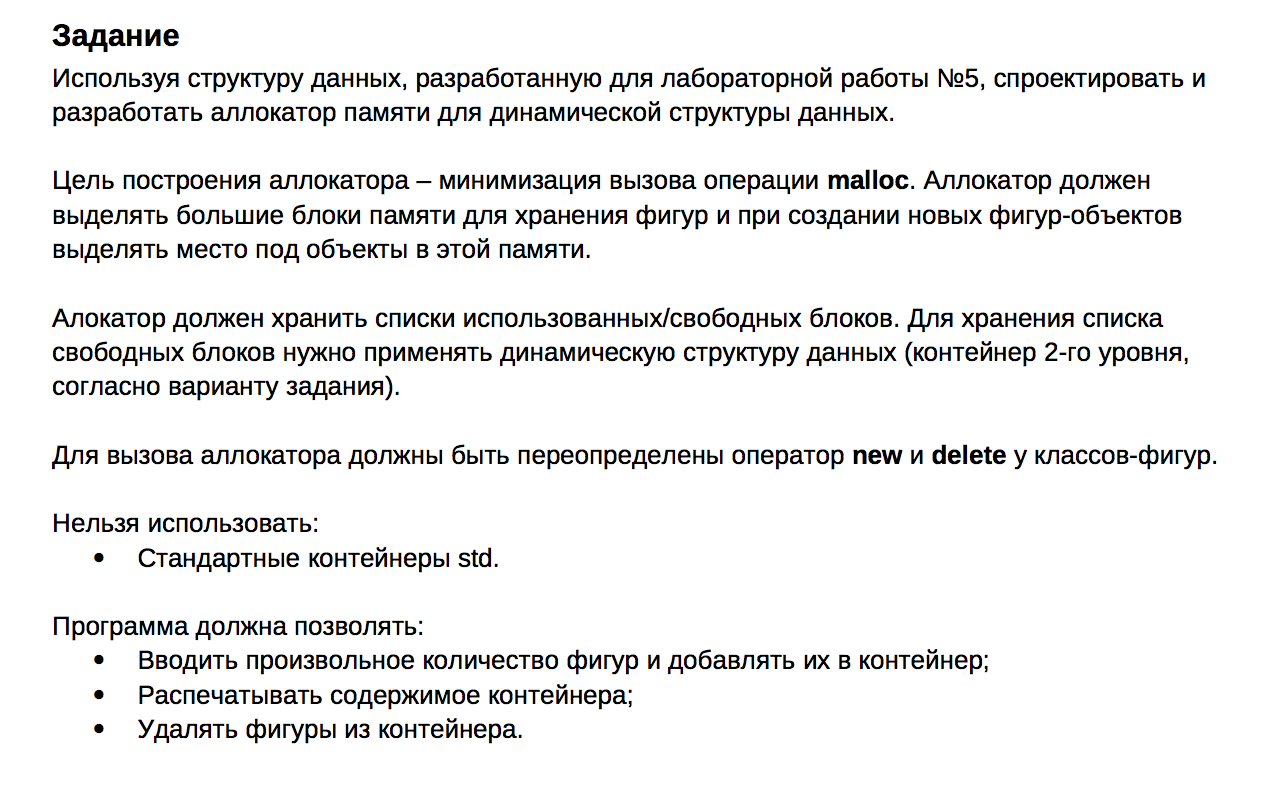 Задание
Используя структуру данных, разработанную для лабораторной работы №5, спроектировать и
разработать аллокатор памяти для динамической структуры данных.
Цель построения аллокатора – минимизация вызова операции malloc. Аллокатор должен
выделять большие блоки памяти для хранения фигур и при создании новых фигур-объектов
выделять место под объекты в этой памяти.
Алокатор должен хранить списки использованных/свободных блоков. Для хранения списка
свободных блоков нужно применять динамическую структуру данных (контейнер 2-го уровня,
согласно варианту задания).
Для вызова аллокатора должны быть переопределены оператор new и delete у классов-фигур.
Нельзя использовать:
• Стандартные контейнеры std.
Программа должна позволять:
• Вводить произвольное количество фигур и добавлять их в контейнер;
• Распечатывать содержимое контейнера;
• Удалять фигуры из контейнера.